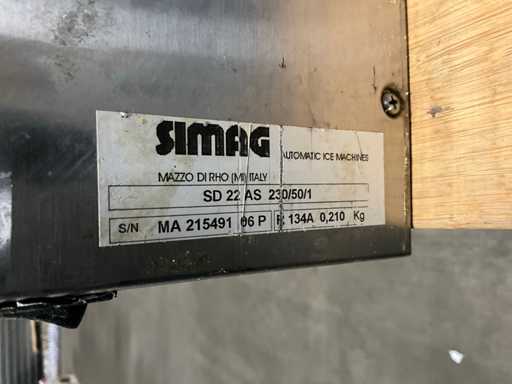 SIMAG AUTOMATIC ICE MACHINES
MAZZO DI RHO (MI) ITALY
SD 22 AS 230/50/1
S/N MA 215491 06 P R 134A 0,210 Kg